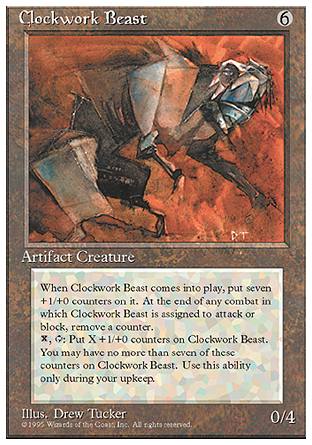 Clockwork Beast 6
DT
Artifact Creature
When Clockwork Beast comes into play, put seven
+1/+0 counters on it. At the end of any combat in
which Clockwork Beast is assigned to attack or
block, remove a counter.
X, : Put X +1/+0 counters on Clockwork Beast.
You may have no more than seven of these
counters on Clockwork Beast. Use this ability
only during your upkeep.
Illus. Drew Tucker
0/4
©1995 Wizards of the Coast, Inc. All rights reserved.